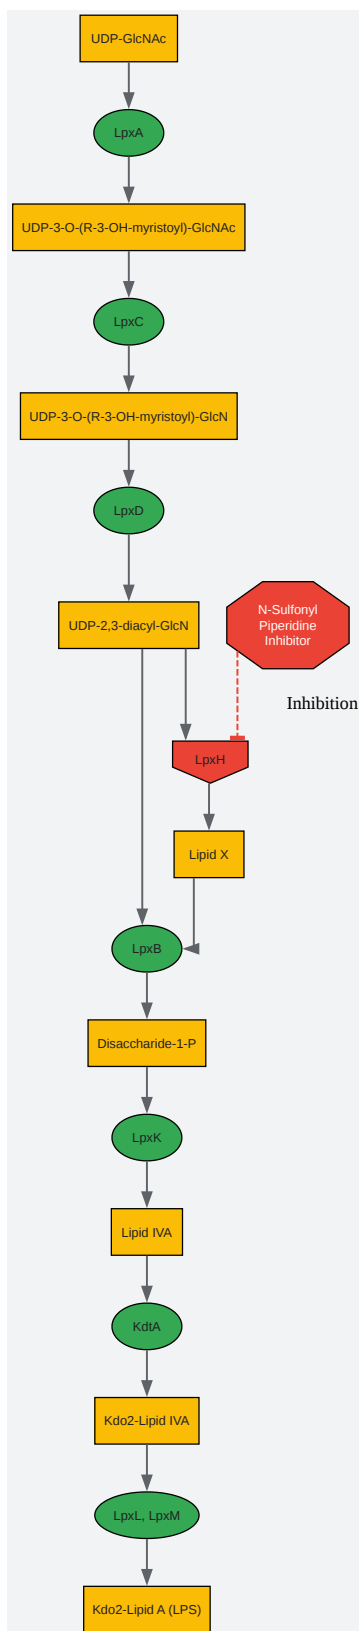 UDP-GlcNAc
LpxA
UDP-3-O-(R-3-OH-myristoyl)-GlcNAc
LpxC
UDP-3-O-(R-3-OH-myristoyl)-GlcN
LpxD
UDP-2,3-diacyl-GlcN
N-Sulfonyl
Piperidine
Inhibitor
Inhibition
LpxH
Lipid X
LpxB
Disaccharide-1-P
LpxK
Lipid IVA
KdtA
Kdo2-Lipid IVA
LpxL, LpxM
Kdo2-Lipid A (LPS)